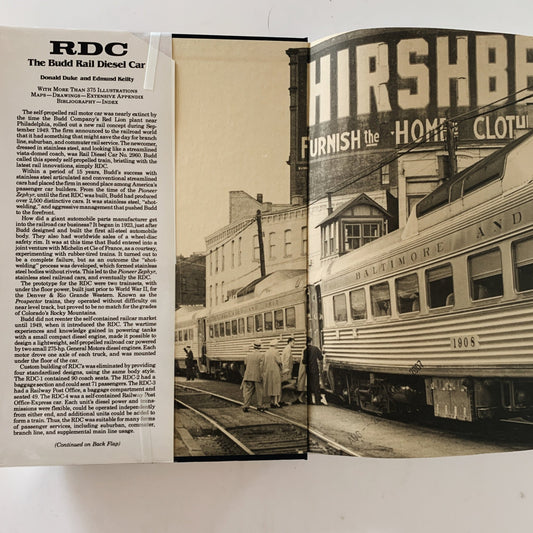 RDC
The Budd Rail Diesel Car
Donald Duke and Edmund Keilty
WITH MORE THAN 375 ILLUSTRATIONS
MAPS—DRAWINGS—EXTENSIVE APPENDIX
BIBLIOGRAPHY—INDEX
The self-propelled rail motor car was nearly extinct by
the time the Budd Company's Red Lion plant near
Philadelphia, rolled out a new rail concept during Sep-
tember 1949. The firm announced to the railroad world
that it had something that might save the day for branch
line, suburban, and commuter rail service. The newcomer,
dressed in stainless steel, and looking like a streamlined
vista-domed coach, was Rail Diesel Car No. 2960. Budd
called this speedy self propelled train, bristling with the
latest rail innovations, simply RDC.
Within a period of 15 years, Budd's success with
stainless steel articulated and conventional streamlined
cars had placed the firm in second place among America's
passenger car builders. From the time of the Pioneer
Zephyr, until the first RDC was built, Budd had produced
over 2,500 distinctive cars. It was stainless steel, "shot-
welding," and aggressive management that pushed Budd
to the forefront.
How did a giant automobile parts manufacturer get
into the railroad car business? It began in 1923, just after
Budd designed and built the first all-steel automobile
body. They also had worldwide sales of a wheel-disc
safety rim. It was at this time that Budd entered into a
joint venture with Michelin et Cie of France, as a courtesy,
experimenting with rubber-tired trains. It turned out to
be a complete failure, but as an outcome the "shot-
welding" process was developed, which formed stainless
steel bodies without rivets. This led to the Pioneer Zephyr,
stainless steel railroad cars, and eventually the RDC.
The prototype for the RDC were two trainsets, with
under the floor power, built just prior to World War II, for
the Denver & Rio Grande Western. Known as the
Prospector trains, they operated without difficulty on
near level track, but proved to be no match for the grades
of Colorado's Rocky Mountains.
Budd did not reenter the self-contained railcar market
until 1949, when it introduced the RDC. The wartime
experiences and knowledge gained in powering tanks
with a small compact diesel engine, made it possible to
design a lightweight, self propelled railroad car powered
by two small 275-hp. General Motors diesel engines. Each
motor drove one axle of each truck, and was mounted
under the floor of the car.
Custom building of RDC's was eliminated by providing
four standardized designs, using the same body style.
The RDC-1 contained 90 coach seats. The RDC-2 had a
baggage section and could seat 71 passengers. The RDC-3
had a Railway Post Office, a baggage compartment and
seated 49. The RDC-4 was a self-contained Railway Post
Office-Express car. Each unit's diesel power and trans-
missions were flexible, could be operated independently
from either end, and additional units could be added to
form a train. Thus, the RDC was suitable for many forms
of passenger services, including suburban, commuter,
branch line, and supplemental main line usage.
(Continued on Back Flap)
HIRSHBE
FURNISH the HOME CLOTH
BALTIMORE AND
1908